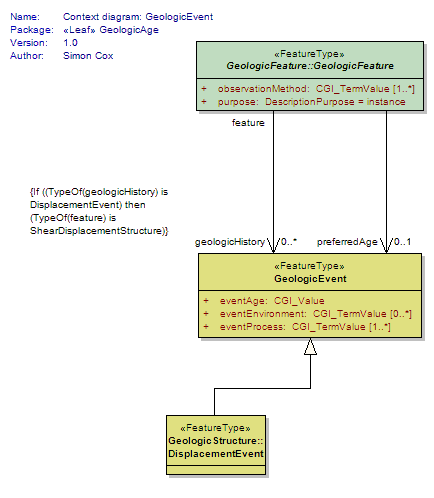 Name: Context diagram: GeologicEvent
Package: «Leaf» GeologicAge
Version: 1.0
Author: Simon Cox
«FeatureType»
GeologicFeature::GeologicFeature
+ observationMethod: CGI_TermValue [1..*]
+ purpose: DescriptionPurpose = instance
feature
{If ((TypeOf(geologicHistory) is
DisplacementEvent) then
(TypeOf(feature) is
ShearDisplacementStructure)}
geologicHistory 0..* preferredAge 0..1
«FeatureType»
GeologicEvent
+ eventAge: CGI_Value
+ eventEnvironment: CGI_TermValue [0..*]
+ eventProcess: CGI_TermValue [1..*]
«FeatureType»
GeologicStructure::
DisplacementEvent